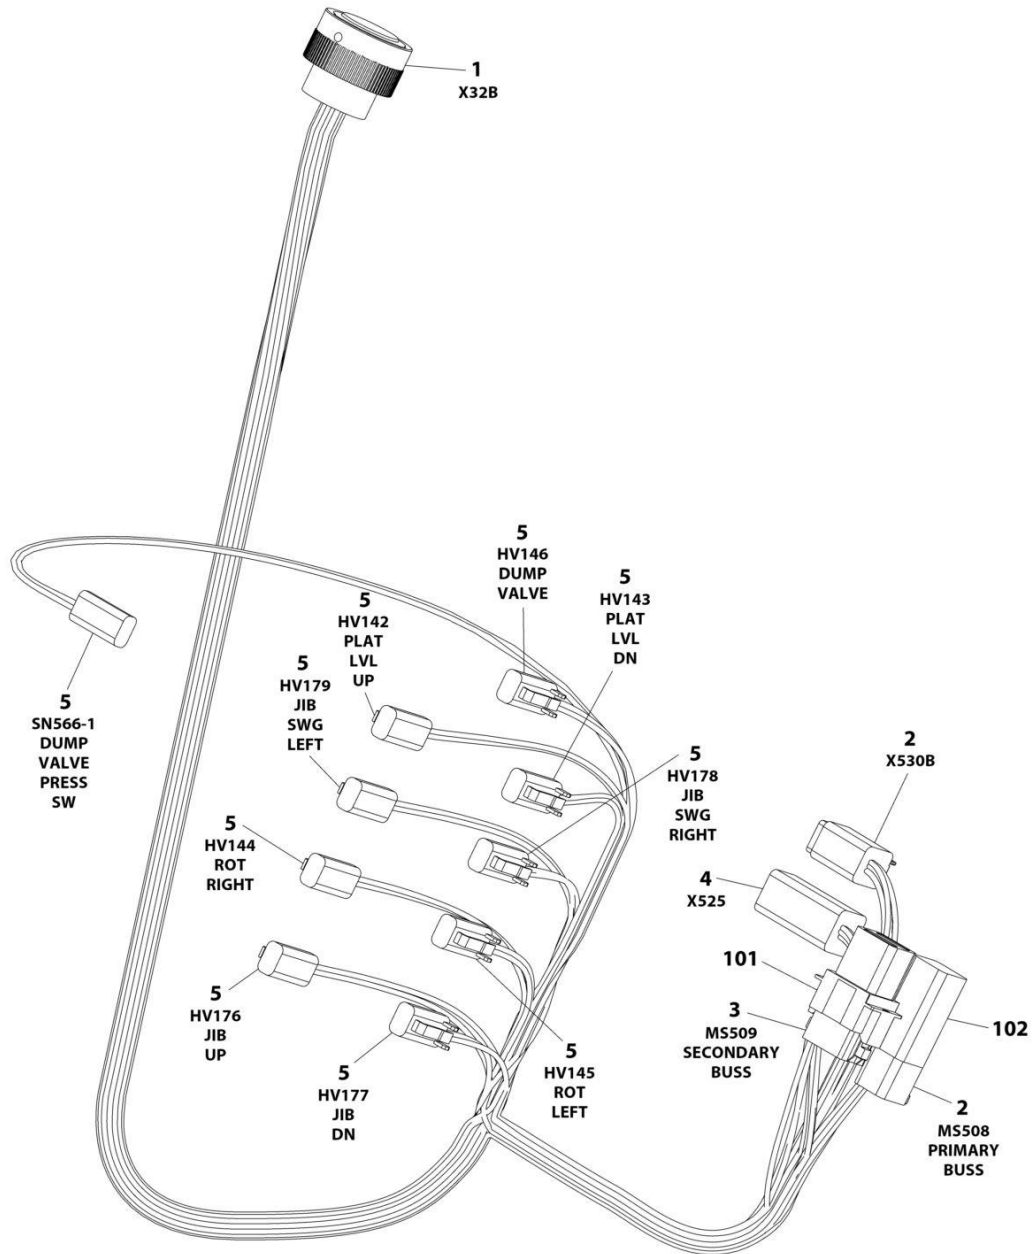 1
X32B
5
HV146
DUMP
VALVE
5
HV143
PLAT
LVL
DN
5
HV142
PLAT
LVL
UP
5
HV179
JIB
SWG
LEFT
5
SN566-1
DUMP
VALVE
PRESS
SW
5
HV178
JIB
SWG
RIGHT
2
X530B
5
HV144
ROT
RIGHT
4
X525
101
3
MS509
SECONDARY
BUSS
102
5
HV176
JIB
UP
5
HV177
JIB
DN
5
HV145
ROT
LEFT
2
MS508
PRIMARY
BUSS